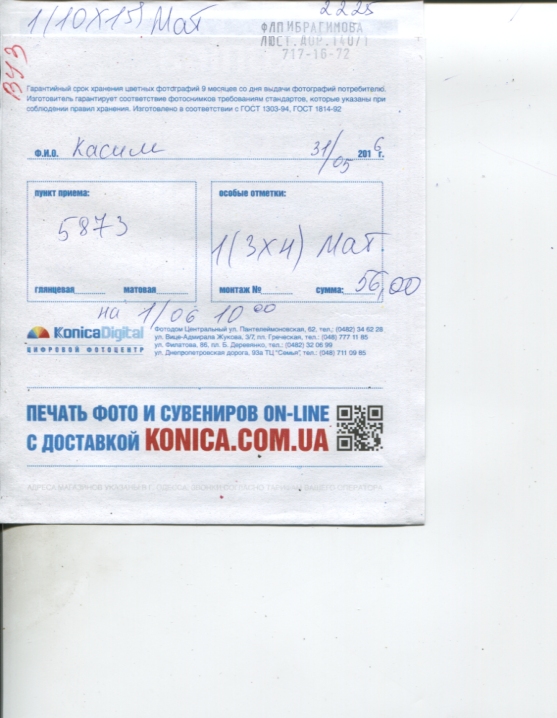 1(10X15) Мат
2225
ФЛП ИБРАГИМОВА
ЛЮСТ.ДОР.140/1
717-16-72
ВУЗ
Гарантийный срок хранения цветных фотографий 9 месяцев со дня выдачи фотографий потребителю.
Изготовитель гарантирует соответствие фотоснимков требованиям стандартов, которые указаны при
соблюдении правил хранения. Изготовлено в соответствии с ГОСТ 1303-94, ГОСТ 1814-92
Ф.И.О. Касим 31/05 2016 г.
пункт приема:
5873
глянцевая матовая
особые отметки:
1(3X4) Мат.
монтаж № сумма: 56,00
на 1/06 10 00
KonicaDigital
ЦИФРОВОЙ ФОТОЦЕНТР
Фотодом Центральный ул. Пантелеймоновская, 62, тел.: (0482) 34 62 28
ул. Вице-Адмирала Жукова, 3/7, пл. Греческая, тел.: (048) 777 11 85
ул. Филатова, 86, пл. Б. Деревянко, тел.: (0482) 32 06 99
ул. Днепропетровская дорога, 93а ТЦ "Семья", тел.: (048) 711 09 85
ПЕЧАТЬ ФОТО И СУВЕНИРОВ ON-LINE
С ДОСТАВКОЙ KONICA.COM.UA
АДРЕСА МАГАЗИНОВ УКАЗАНЫ Г. ОДЕССА, ЗВОНКИ СОГЛАСНО ТАРИФАМ ВАШЕГО ОПЕРАТОРА